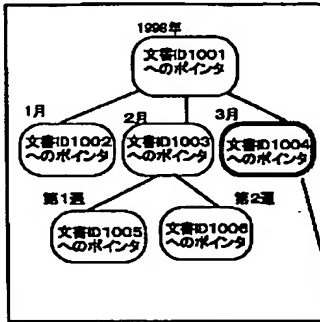 1998年
文書ID1001
へのポインタ
1月
2月
3月
文書ID1002
へのポインタ
文書ID1003
へのポインタ
文書ID1004
へのポインタ
第1週
第2週
文書ID1005
へのポインタ
文書ID1006
へのポインタ